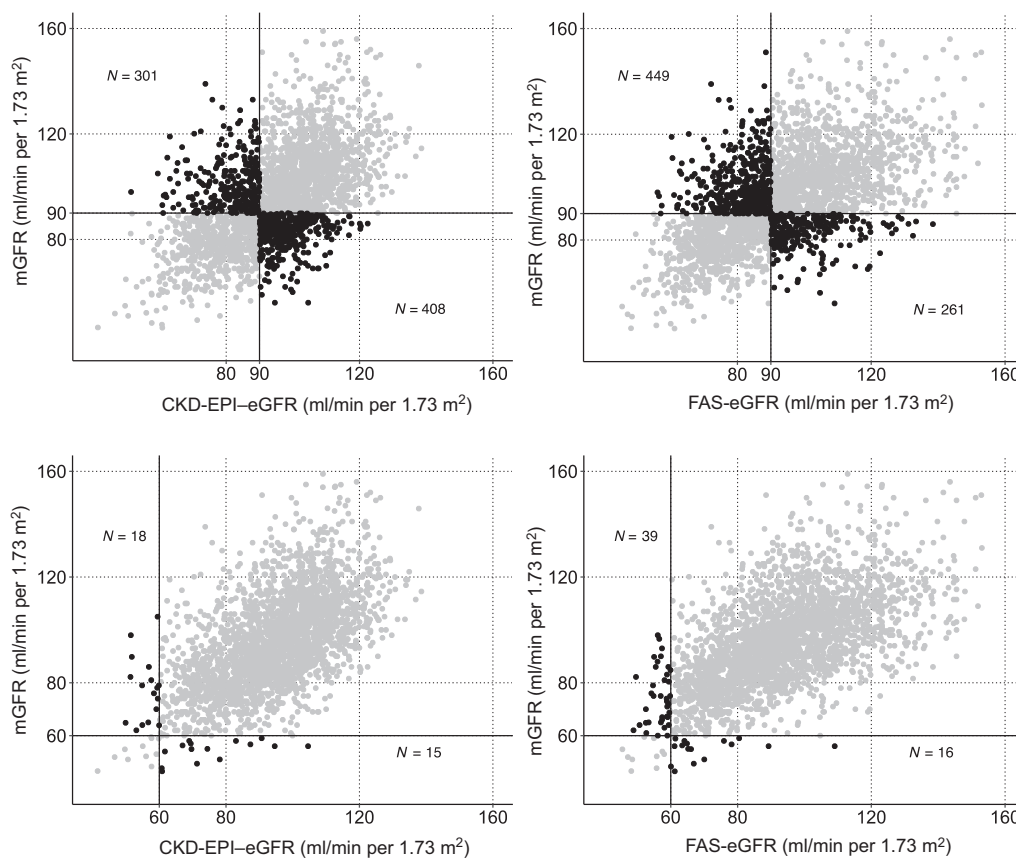 160
120
90
80
mGFR (ml/min per 1.73 m²)
N = 301
N = 408
80 90 120 160
CKD-EPI–eGFR (ml/min per 1.73 m²)
160
120
90
80
mGFR (ml/min per 1.73 m²)
N = 449
N = 261
80 90 120 160
FAS-eGFR (ml/min per 1.73 m²)
160
120
80
60
mGFR (ml/min per 1.73 m²)
N = 18
N = 15
60 80 120 160
CKD-EPI–eGFR (ml/min per 1.73 m²)
160
120
80
60
mGFR (ml/min per 1.73 m²)
N = 39
N = 16
60 80 120 160
FAS-eGFR (ml/min per 1.73 m²)